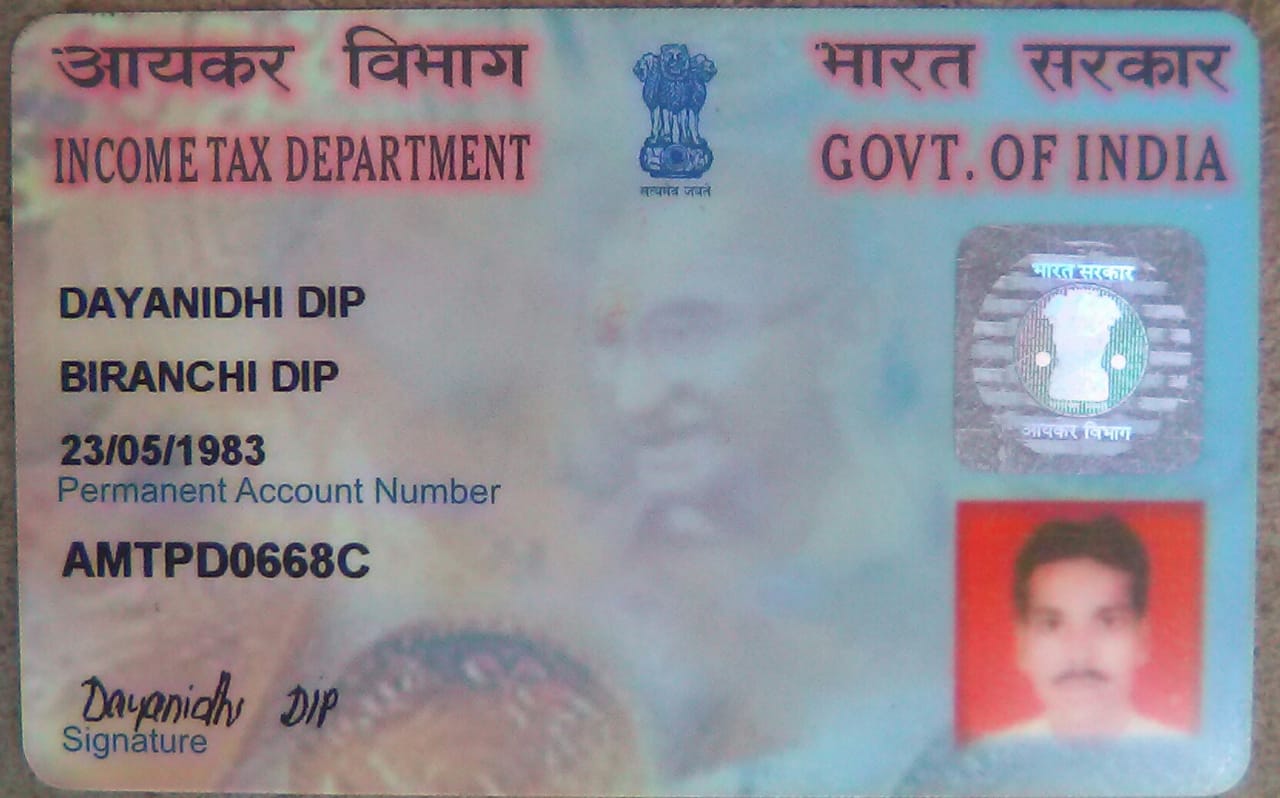 आयकर विभाग भारत सरकार
INCOME TAX DEPARTMENT GOVT. OF INDIA
सत्यमेव जयते
भारत सरकार
आयकर विभाग
DAYANIDHI DIP
BIRANCHI DIP
23/05/1983
Permanent Account Number
AMTPD0668C
Dayanidhi DIP
Signature